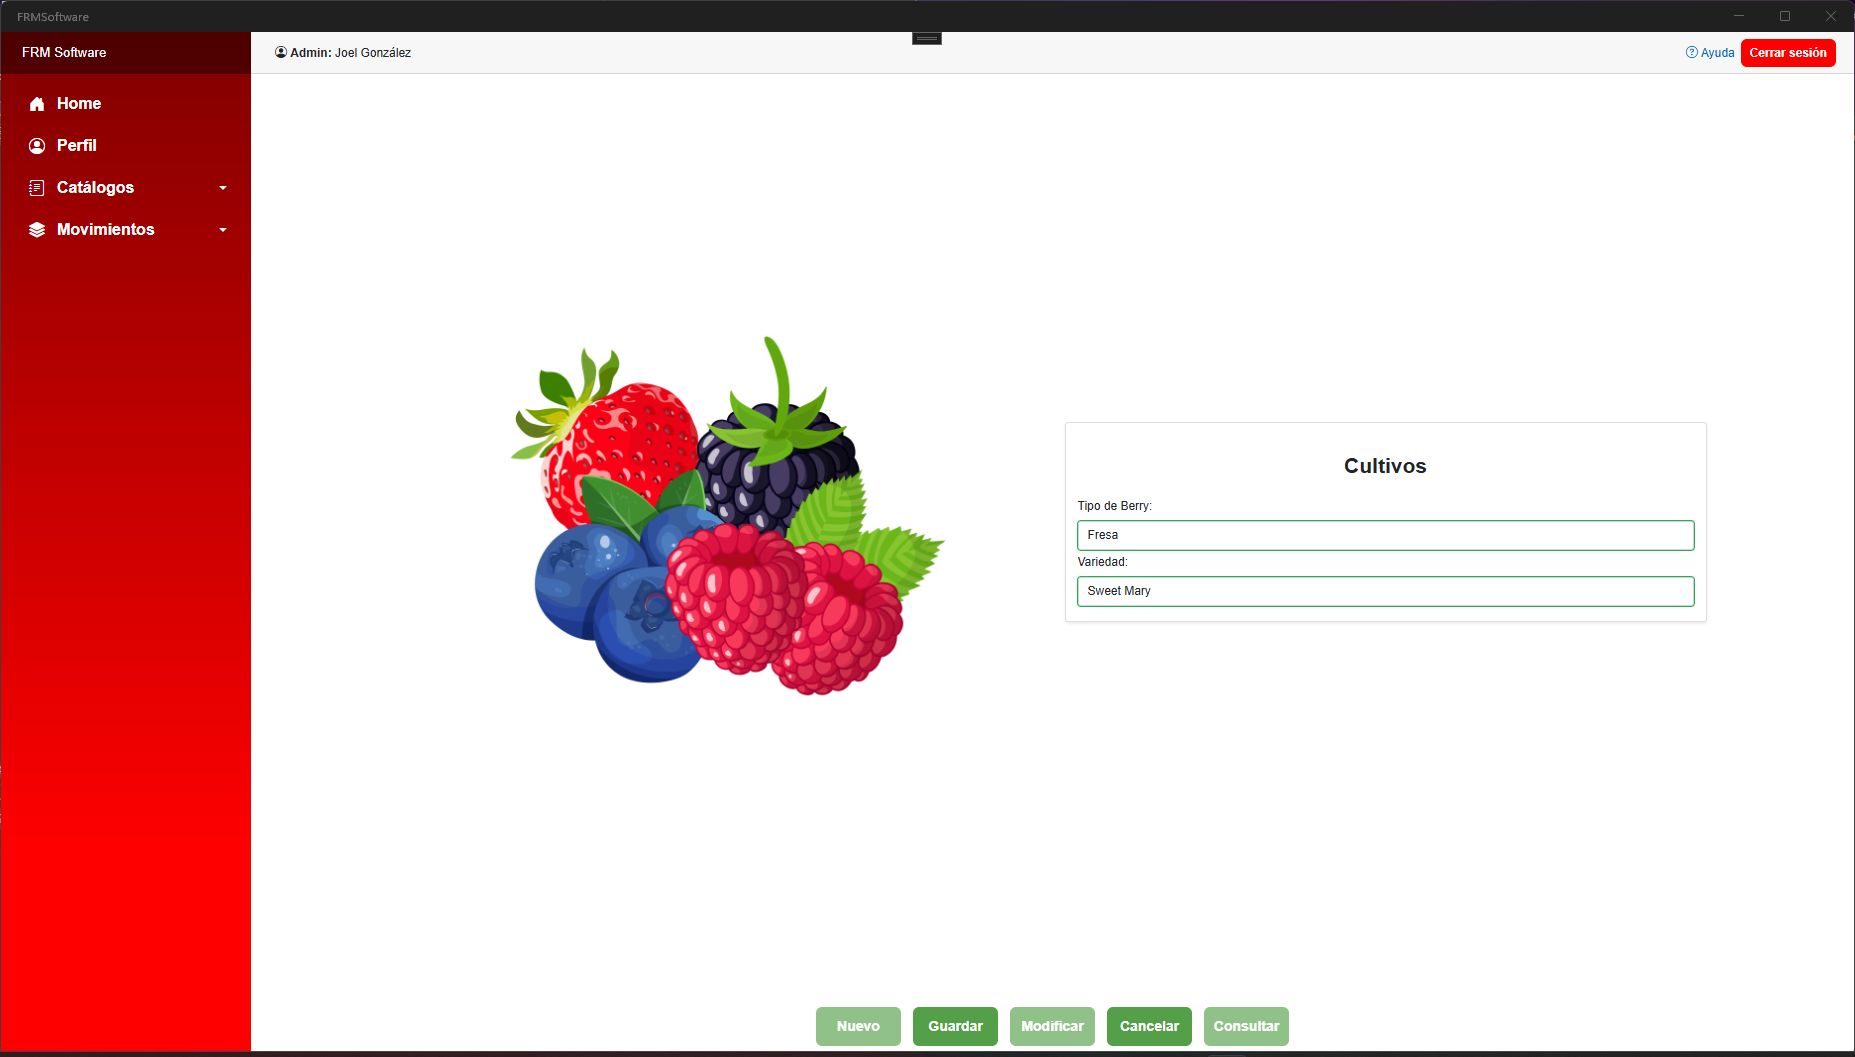 FRMSoftware
FRM Software
Admin: Joel González
Ayuda
Cerrar sesión
Home
Perfil
Catálogos
Movimientos
Cultivos
Tipo de Berry:
Fresa
Variedad:
Sweet Mary
Nuevo
Guardar
Modificar
Cancelar
Consultar